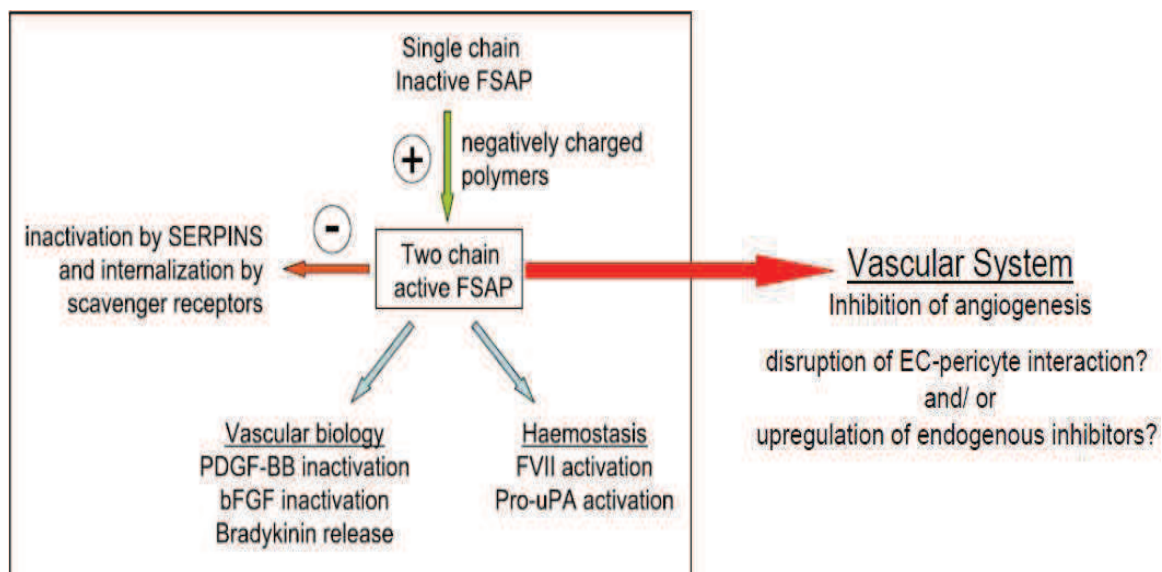 Single chain
Inactive FSAP
+
negatively charged
polymers
-
inactivation by SERPINS
and internalization by
scavenger receptors
Two chain
active FSAP
Vascular System
Inhibition of angiogenesis
disruption of EC-pericyte interaction?
and/ or
upregulation of endogenous inhibitors?
Vascular biology
PDGF-BB inactivation
bFGF inactivation
Bradykinin release
Haemostasis
FVII activation
Pro-uPA activation